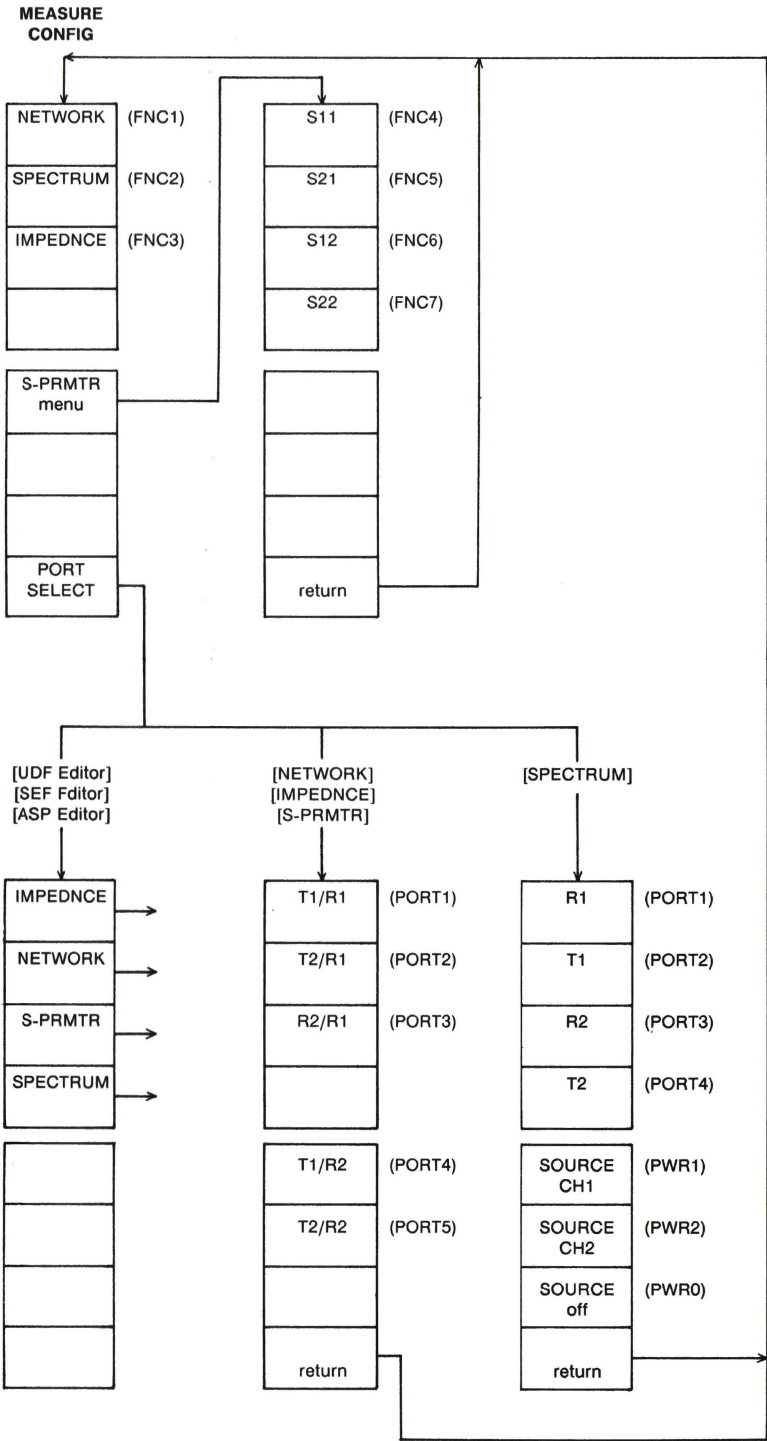 MEASURE
CONFIG
NETWORK (FNC1)
SPECTRUM (FNC2)
IMPEDNCE (FNC3)
S-PRMTR
menu
PORT
SELECT
S11 (FNC4)
S21 (FNC5)
S12 (FNC6)
S22 (FNC7)
return
[UDF Editor]
[SEF Fditor]
[ASP Editor]
IMPEDNCE
NETWORK
S-PRMTR
SPECTRUM
[NETWORK]
[IMPEDNCE]
[S-PRMTR]
T1/R1 (PORT1)
T2/R1 (PORT2)
R2/R1 (PORT3)
T1/R2 (PORT4)
T2/R2 (PORT5)
return
[SPECTRUM]
R1 (PORT1)
T1 (PORT2)
R2 (PORT3)
T2 (PORT4)
SOURCE (PWR1)
CH1
SOURCE (PWR2)
CH2
SOURCE (PWR0)
off
return